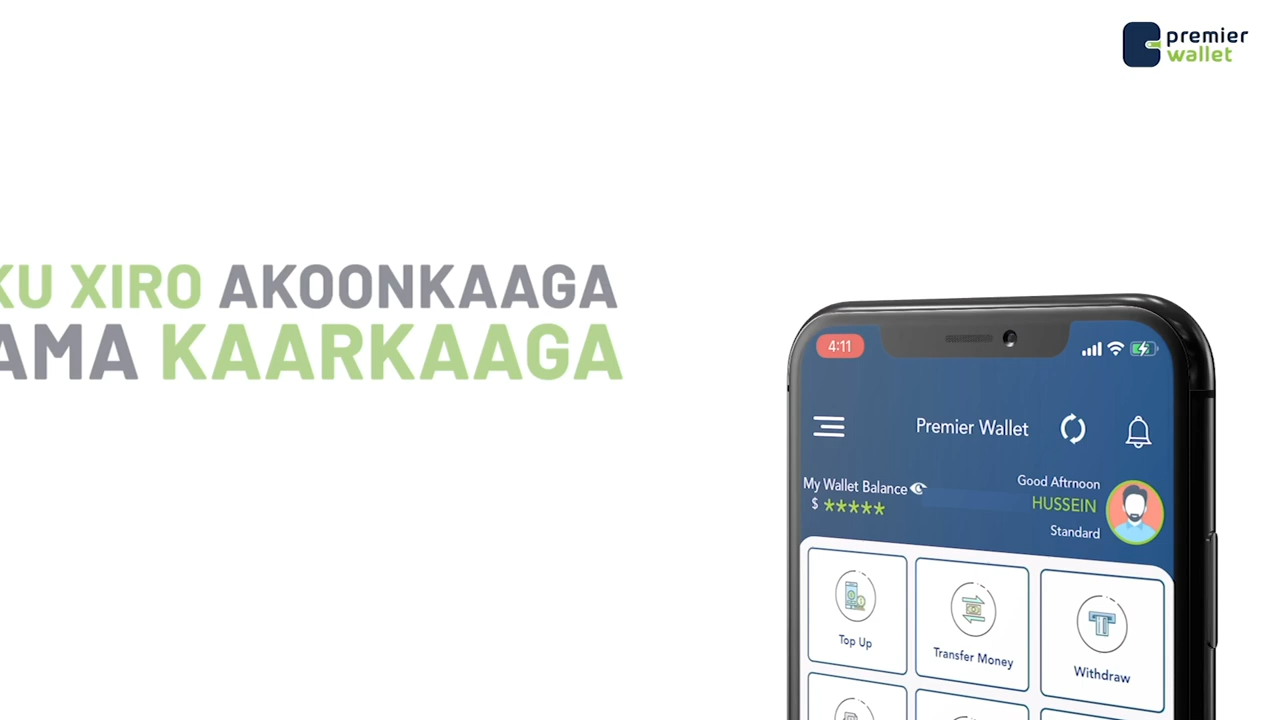 premier
wallet
KU XIRO AKOONKAAGA
AMA KAARKAAGA
4:11
Premier Wallet
My Wallet Balance
$ *****
Good Aftrnoon
HUSSEIN
Standard
Top Up
Transfer Money
Withdraw